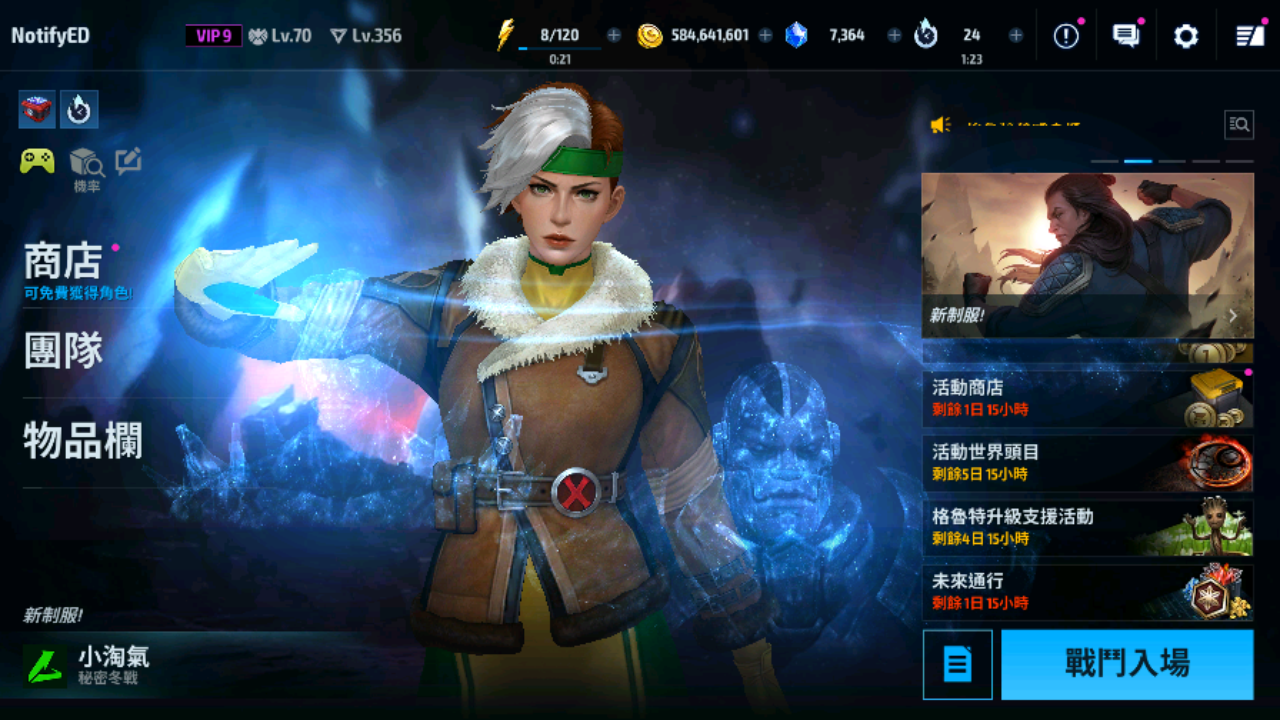 NotifyED
VIP 9
Lv.70
Lv.356
8/120
0:21
584,641,601
7,364
24
1:23
機率
商店
可免費獲得角色!
團隊
物品欄
新制服!
小淘氣
秘密冬戰
新制服!
活動商店
剩餘1日 15小時
活動世界頭目
剩餘5日 15小時
格魯特升級支援活動
剩餘4日 15小時
未來通行
剩餘1日 15小時
戰鬥入場